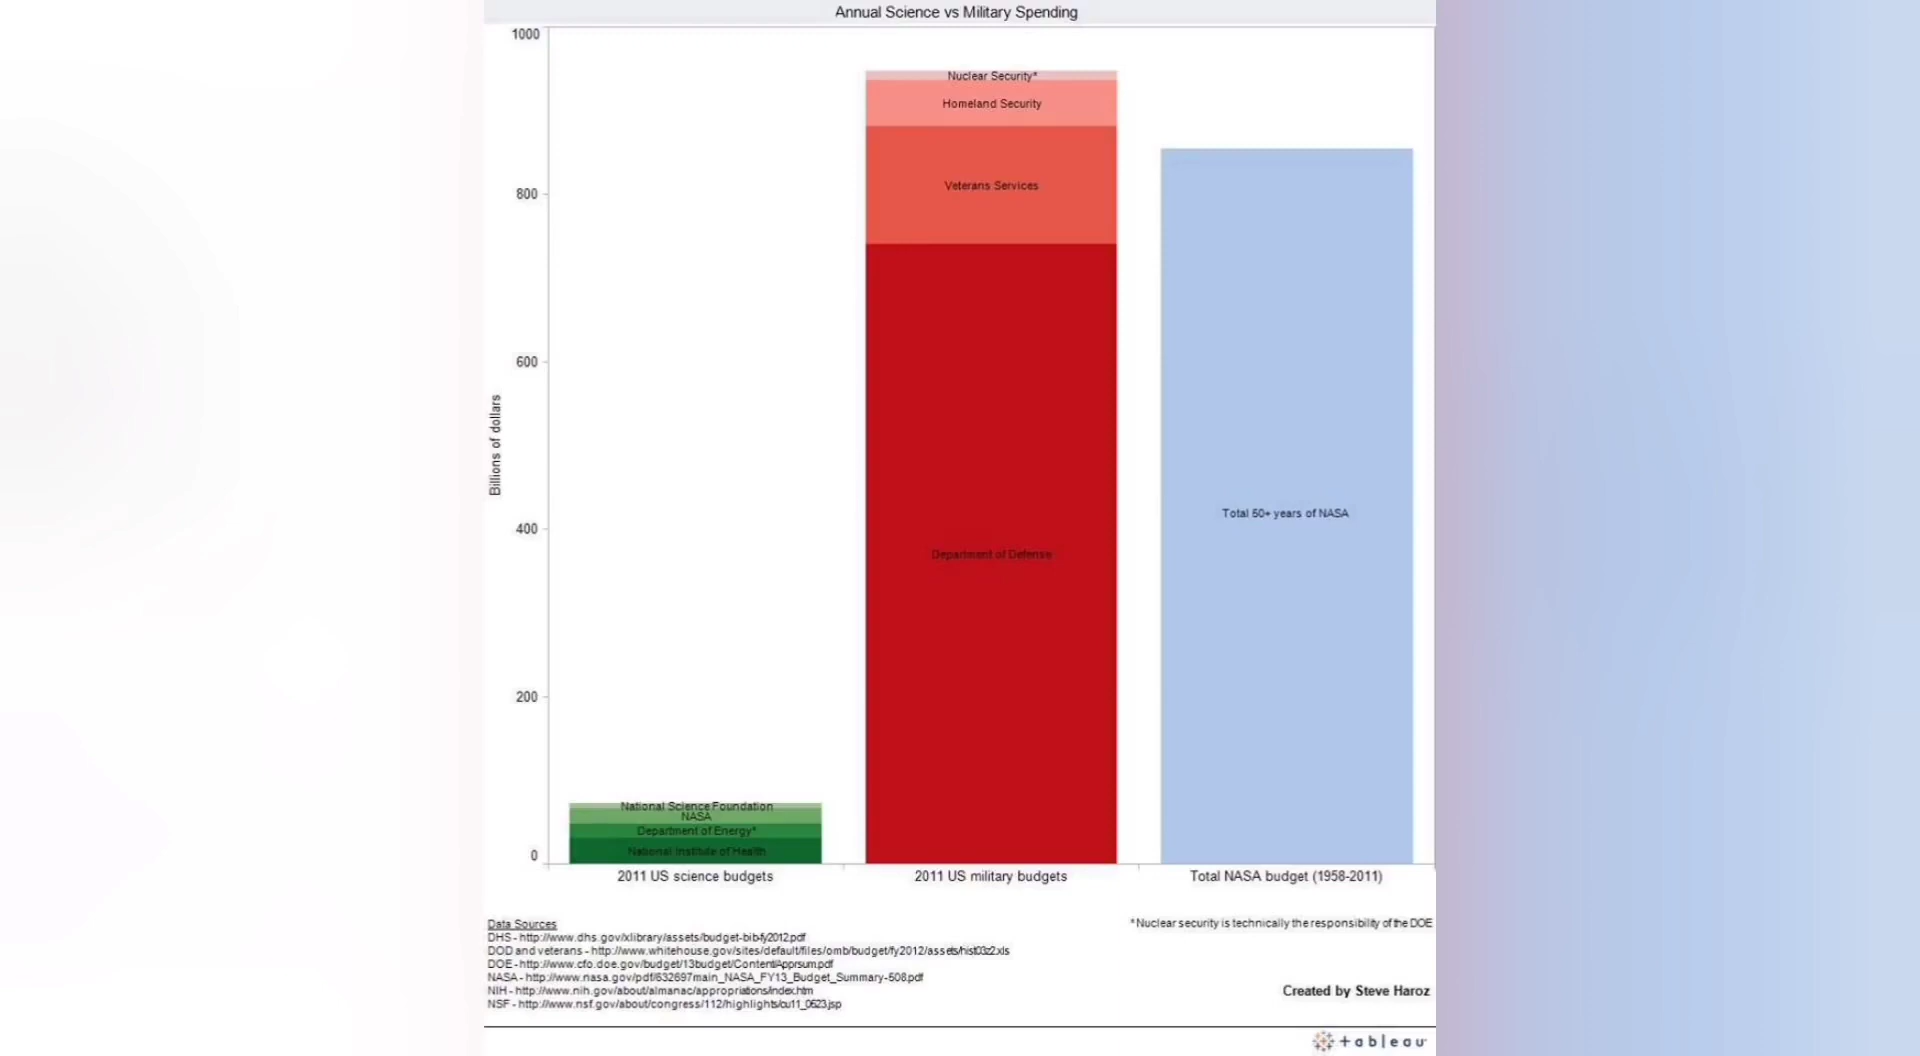 Annual Science vs Military Spending
1000
800
600
400
200
0
Billions of dollars
Nuclear Security*
Homeland Security
Veterans Services
Department of Defense
Total 50+ years of NASA
National Science Foundation
NASA
Department of Energy*
National Institute of Health
2011 US science budgets
2011 US military budgets
Total NASA budget (1958-2011)
*Nuclear security is technically the responsibility of the DOE
Data Sources
DHS - http://www.dhs.gov/xlibrary/assets/budget-bib-fy2012.pdf
DOD and veterans - http://www.whitehouse.gov/sites/default/files/omb/budget/fy2012/assets/hist03z2.xls
DOE - http://www.cfo.doe.gov/budget/13budget/Content/Apprsum.pdf
NASA - http://www.nasa.gov/pdf/632697main_NASA_FY13_Budget_Summary-508.pdf
NIH - http://www.nih.gov/about/almanac/appropriations/index.htm
NSF - http://www.nsf.gov/about/congress/112/highlights/cu11_0523.jsp
Created by Steve Haroz
+ableau